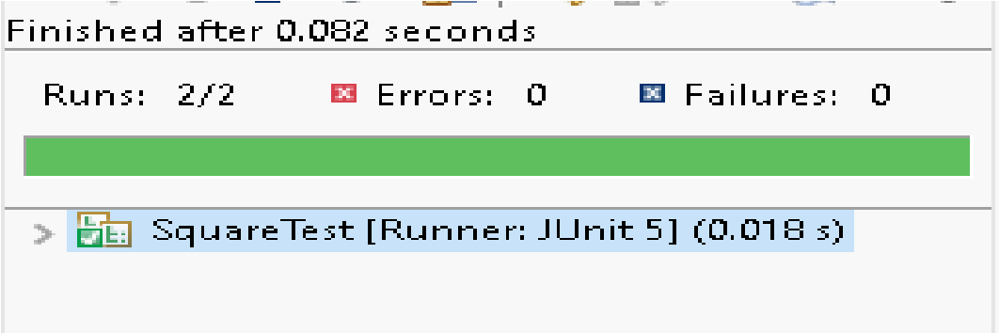 Finished after 0.082 seconds
Runs: 2/2 Errors: 0 Failures: 0
SquareTest [Runner: JUnit 5] (0.018 s)